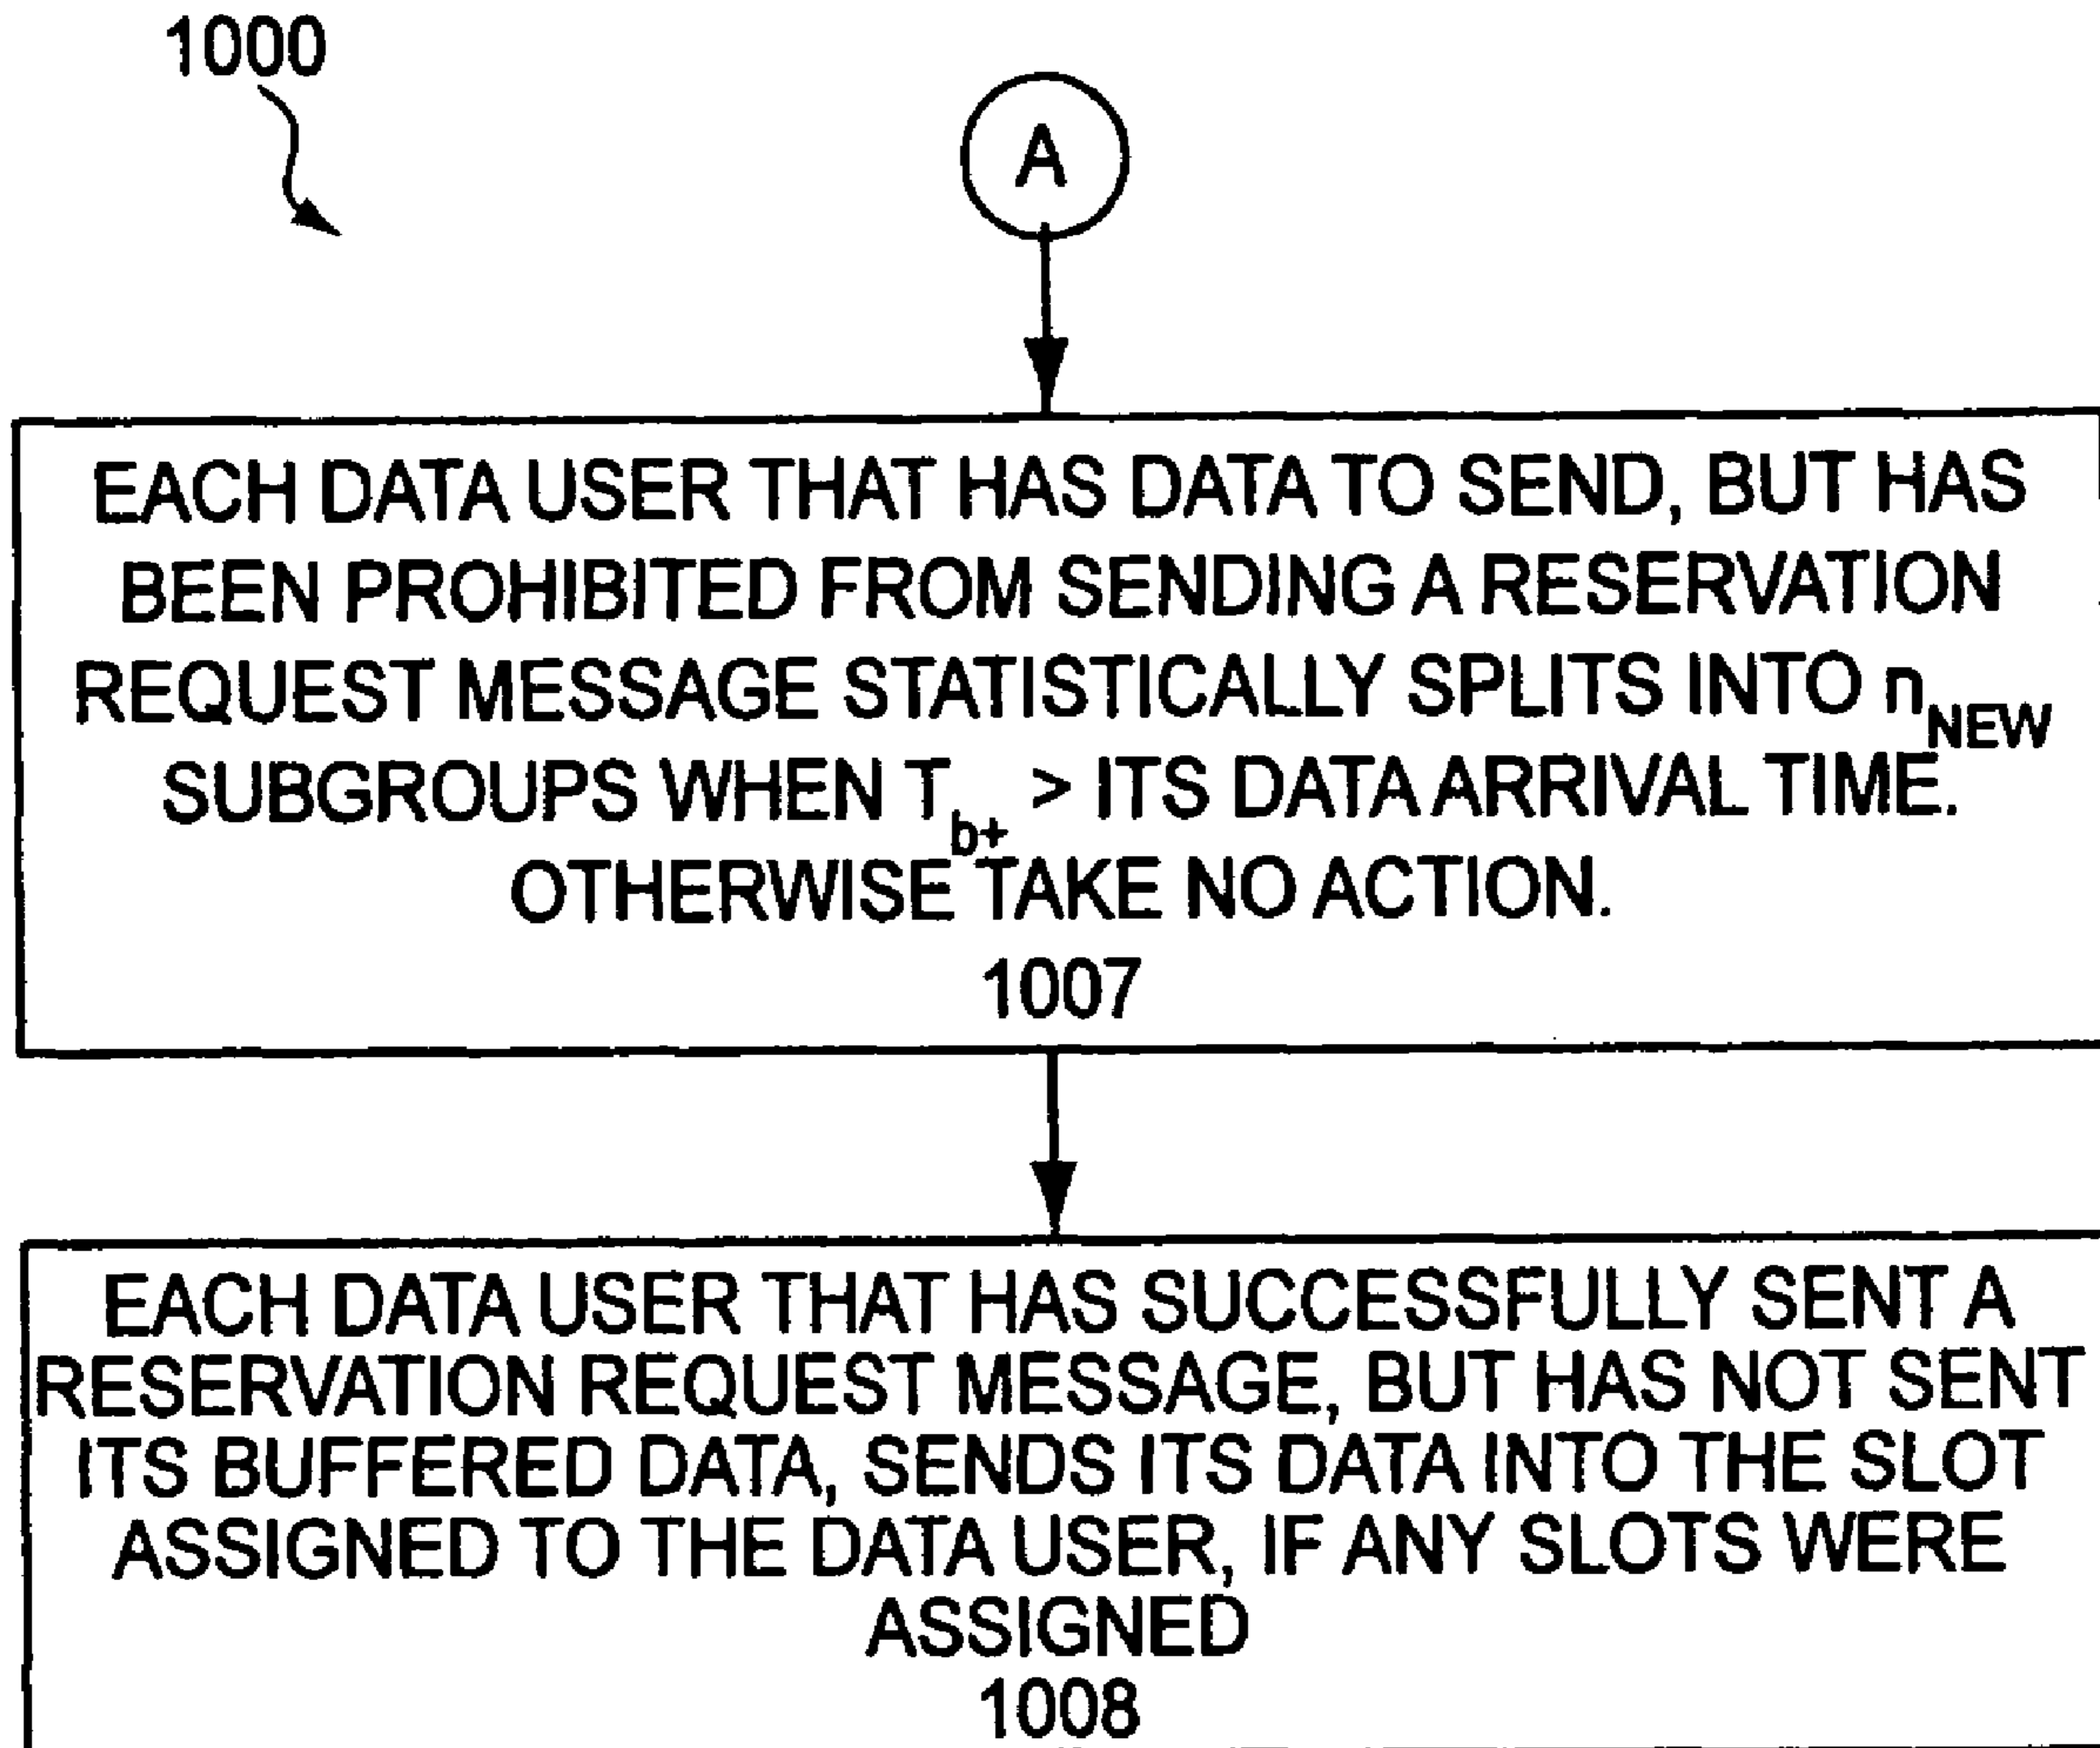 1000
A
EACH DATA USER THAT HAS DATA TO SEND, BUT HAS
BEEN PROHIBITED FROM SENDING A RESERVATION
REQUEST MESSAGE STATISTICALLY SPLITS INTO n_NEW
SUBGROUPS WHEN T_b+ > ITS DATA ARRIVAL TIME.
OTHERWISE TAKE NO ACTION.
1007
EACH DATA USER THAT HAS SUCCESSFULLY SENT A
RESERVATION REQUEST MESSAGE, BUT HAS NOT SENT
ITS BUFFERED DATA, SENDS ITS DATA INTO THE SLOT
ASSIGNED TO THE DATA USER, IF ANY SLOTS WERE
ASSIGNED
1008